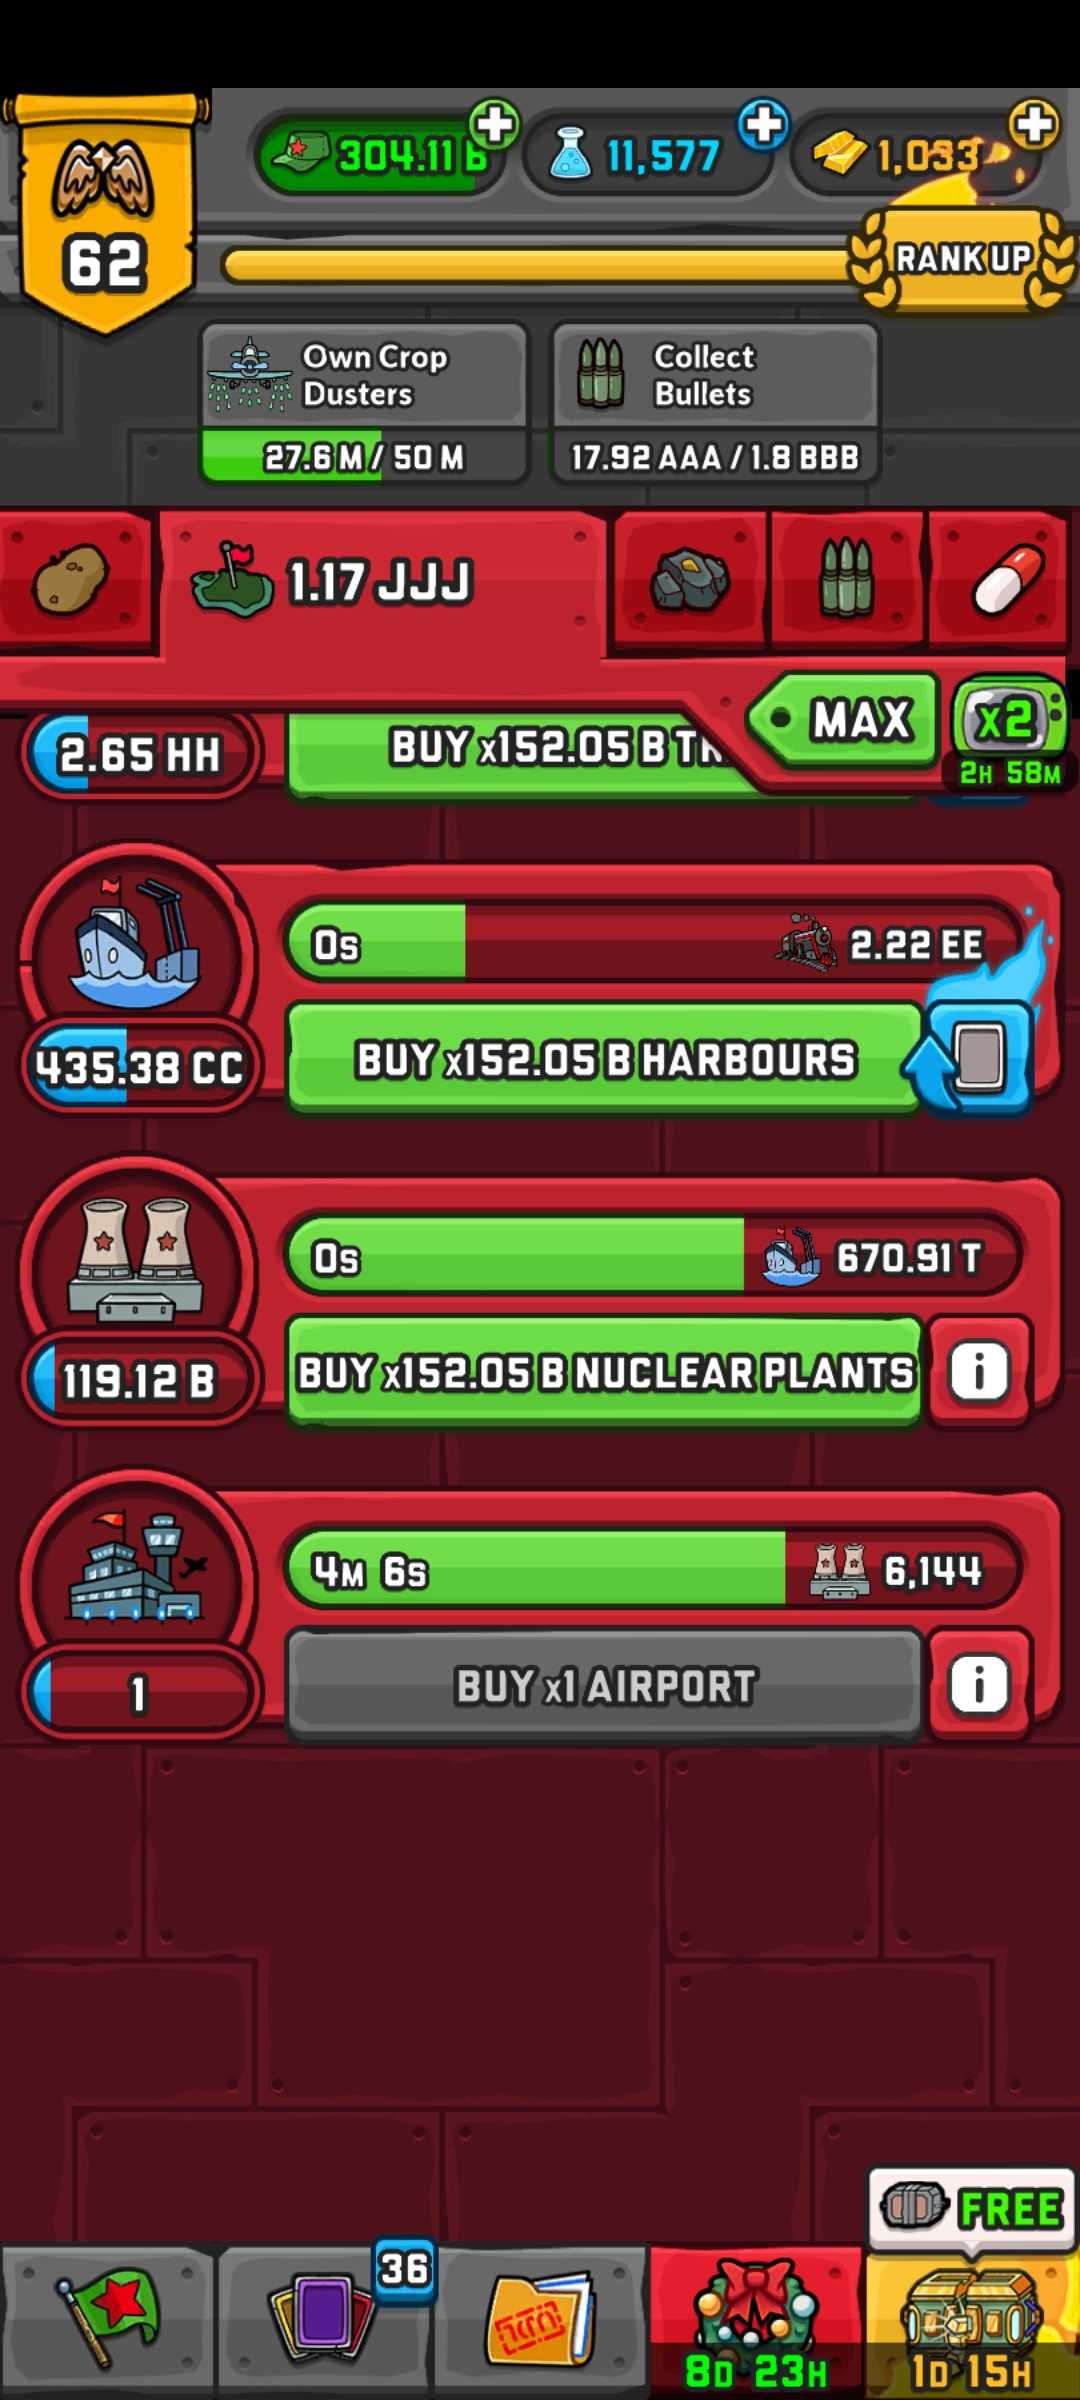 304.11 B
11,577
1,033
62
RANK UP
Own Crop
Dusters
27.6 M / 50 M
Collect
Bullets
17.92 AAA / 1.8 BBB
1.17 JJJ
MAX
x2
2H 58M
2.65 HH
BUY x152.05 B
0s
2.22 EE
435.38 CC
BUY x152.05 B HARBOURS
0s
670.91 T
119.12 B
BUY x152.05 B NUCLEAR PLANTS
i
4M 6s
6,144
1
BUY x1 AIRPORT
i
FREE
36
8D 23H
1D 15H